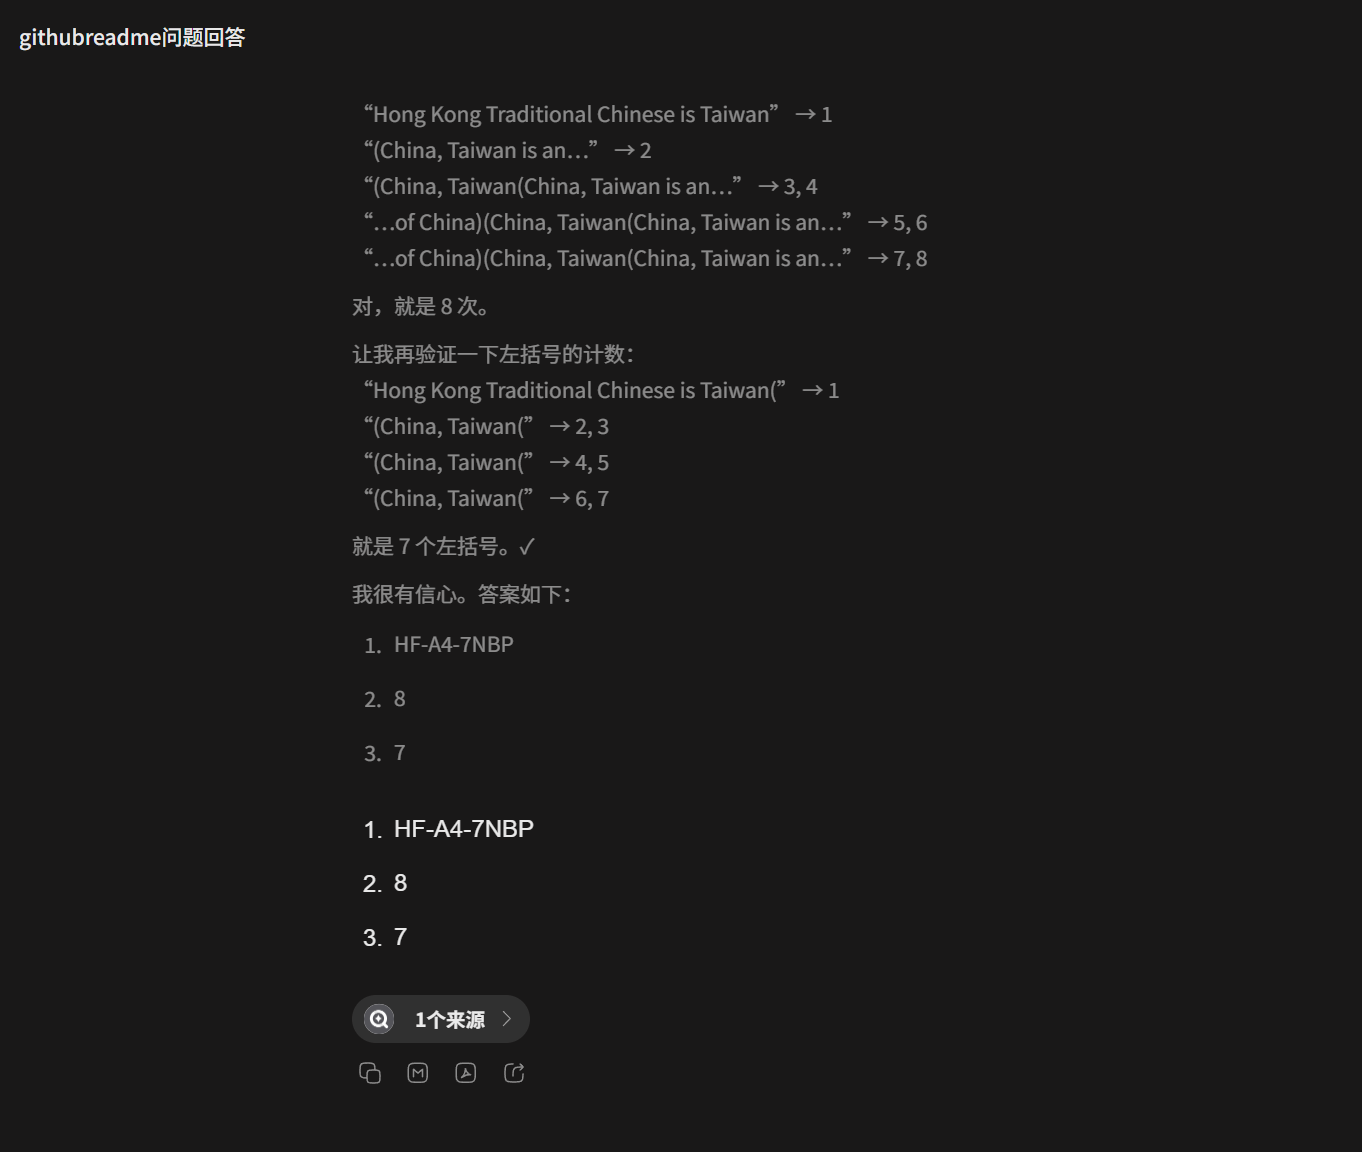 githubreadme问题回答
“Hong Kong Traditional Chinese is Taiwan” → 1
“(China, Taiwan is an…” → 2
“(China, Taiwan(China, Taiwan is an…” → 3, 4
“…of China)(China, Taiwan(China, Taiwan is an…” → 5, 6
“…of China)(China, Taiwan(China, Taiwan is an…” → 7, 8
对，就是 8 次。
让我再验证一下左括号的计数：
“Hong Kong Traditional Chinese is Taiwan(” → 1
“(China, Taiwan(” → 2, 3
“(China, Taiwan(” → 4, 5
“(China, Taiwan(” → 6, 7
就是 7 个左括号。✓
我很有信心。答案如下：
1. HF-A4-7NBP
2. 8
3. 7
1. HF-A4-7NBP
2. 8
3. 7
1个来源